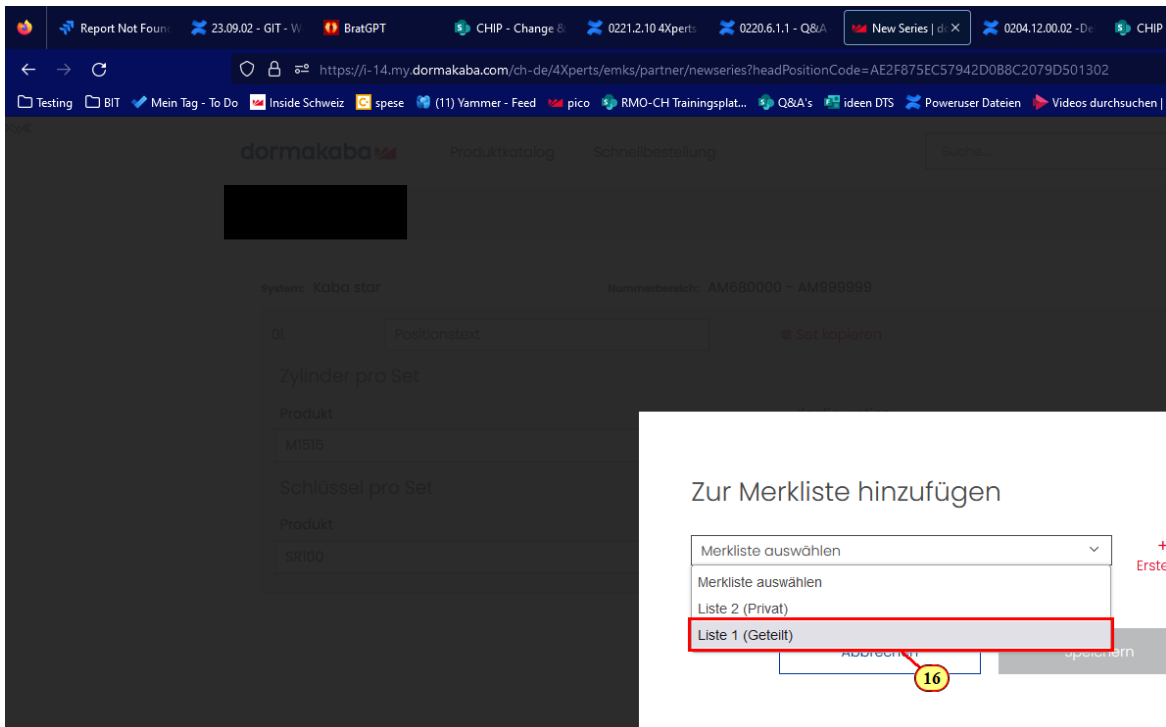 Report Not Foun 23.09.02 - GIT - W BratGPT CHIP - Change & 0221.2.10 4Xperts 0220.6.1.1 - Q&A New Series | do 0204.12.00.02 -De CHIP
https://i-14.my.dormakaba.com/ch-de/4Xperts/emks/partner/newseries?headPositionCode=AE2F875EC57942D0B8C2079D501302
Testing BIT Mein Tag - To Do Inside Schweiz spese (11) Yammer - Feed pico RMO-CH Trainingsplat... Q&A's ideen DTS Poweruser Dateien Videos durchsuchen |
dormakaba Produktkatalog Schnellbestellung Suche...
System: Kaba star Nummernbereich: AM680000 - AM999999
01. Positionstext Set kopieren
Zylinder pro Set
Produkt
M1515
Schlüssel pro Set
Produkt
SR100
Zur Merkliste hinzufügen
Merkliste auswählen
+
Erste
Merkliste auswählen
Liste 2 (Privat)
Liste 1 (Geteilt)
Abbrechen Speichern
16